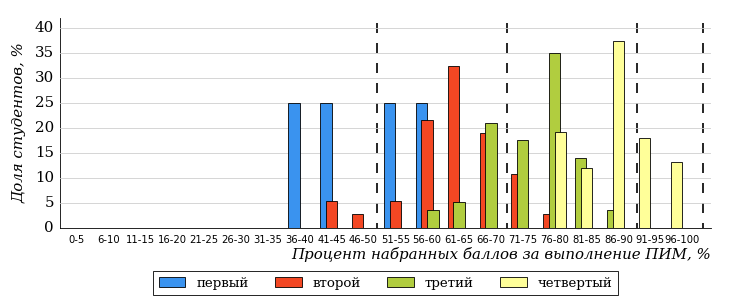 Доля студентов, %
40
35
30
25
20
15
10
5
0
0-5 6-10 11-15 16-20 21-25 26-30 31-35 36-40 41-45 46-50 51-55 56-60 61-65 66-70 71-75 76-80 81-85 86-90 91-95 96-100
Процент набранных баллов за выполнение ПИМ, %
первый второй третий четвертый